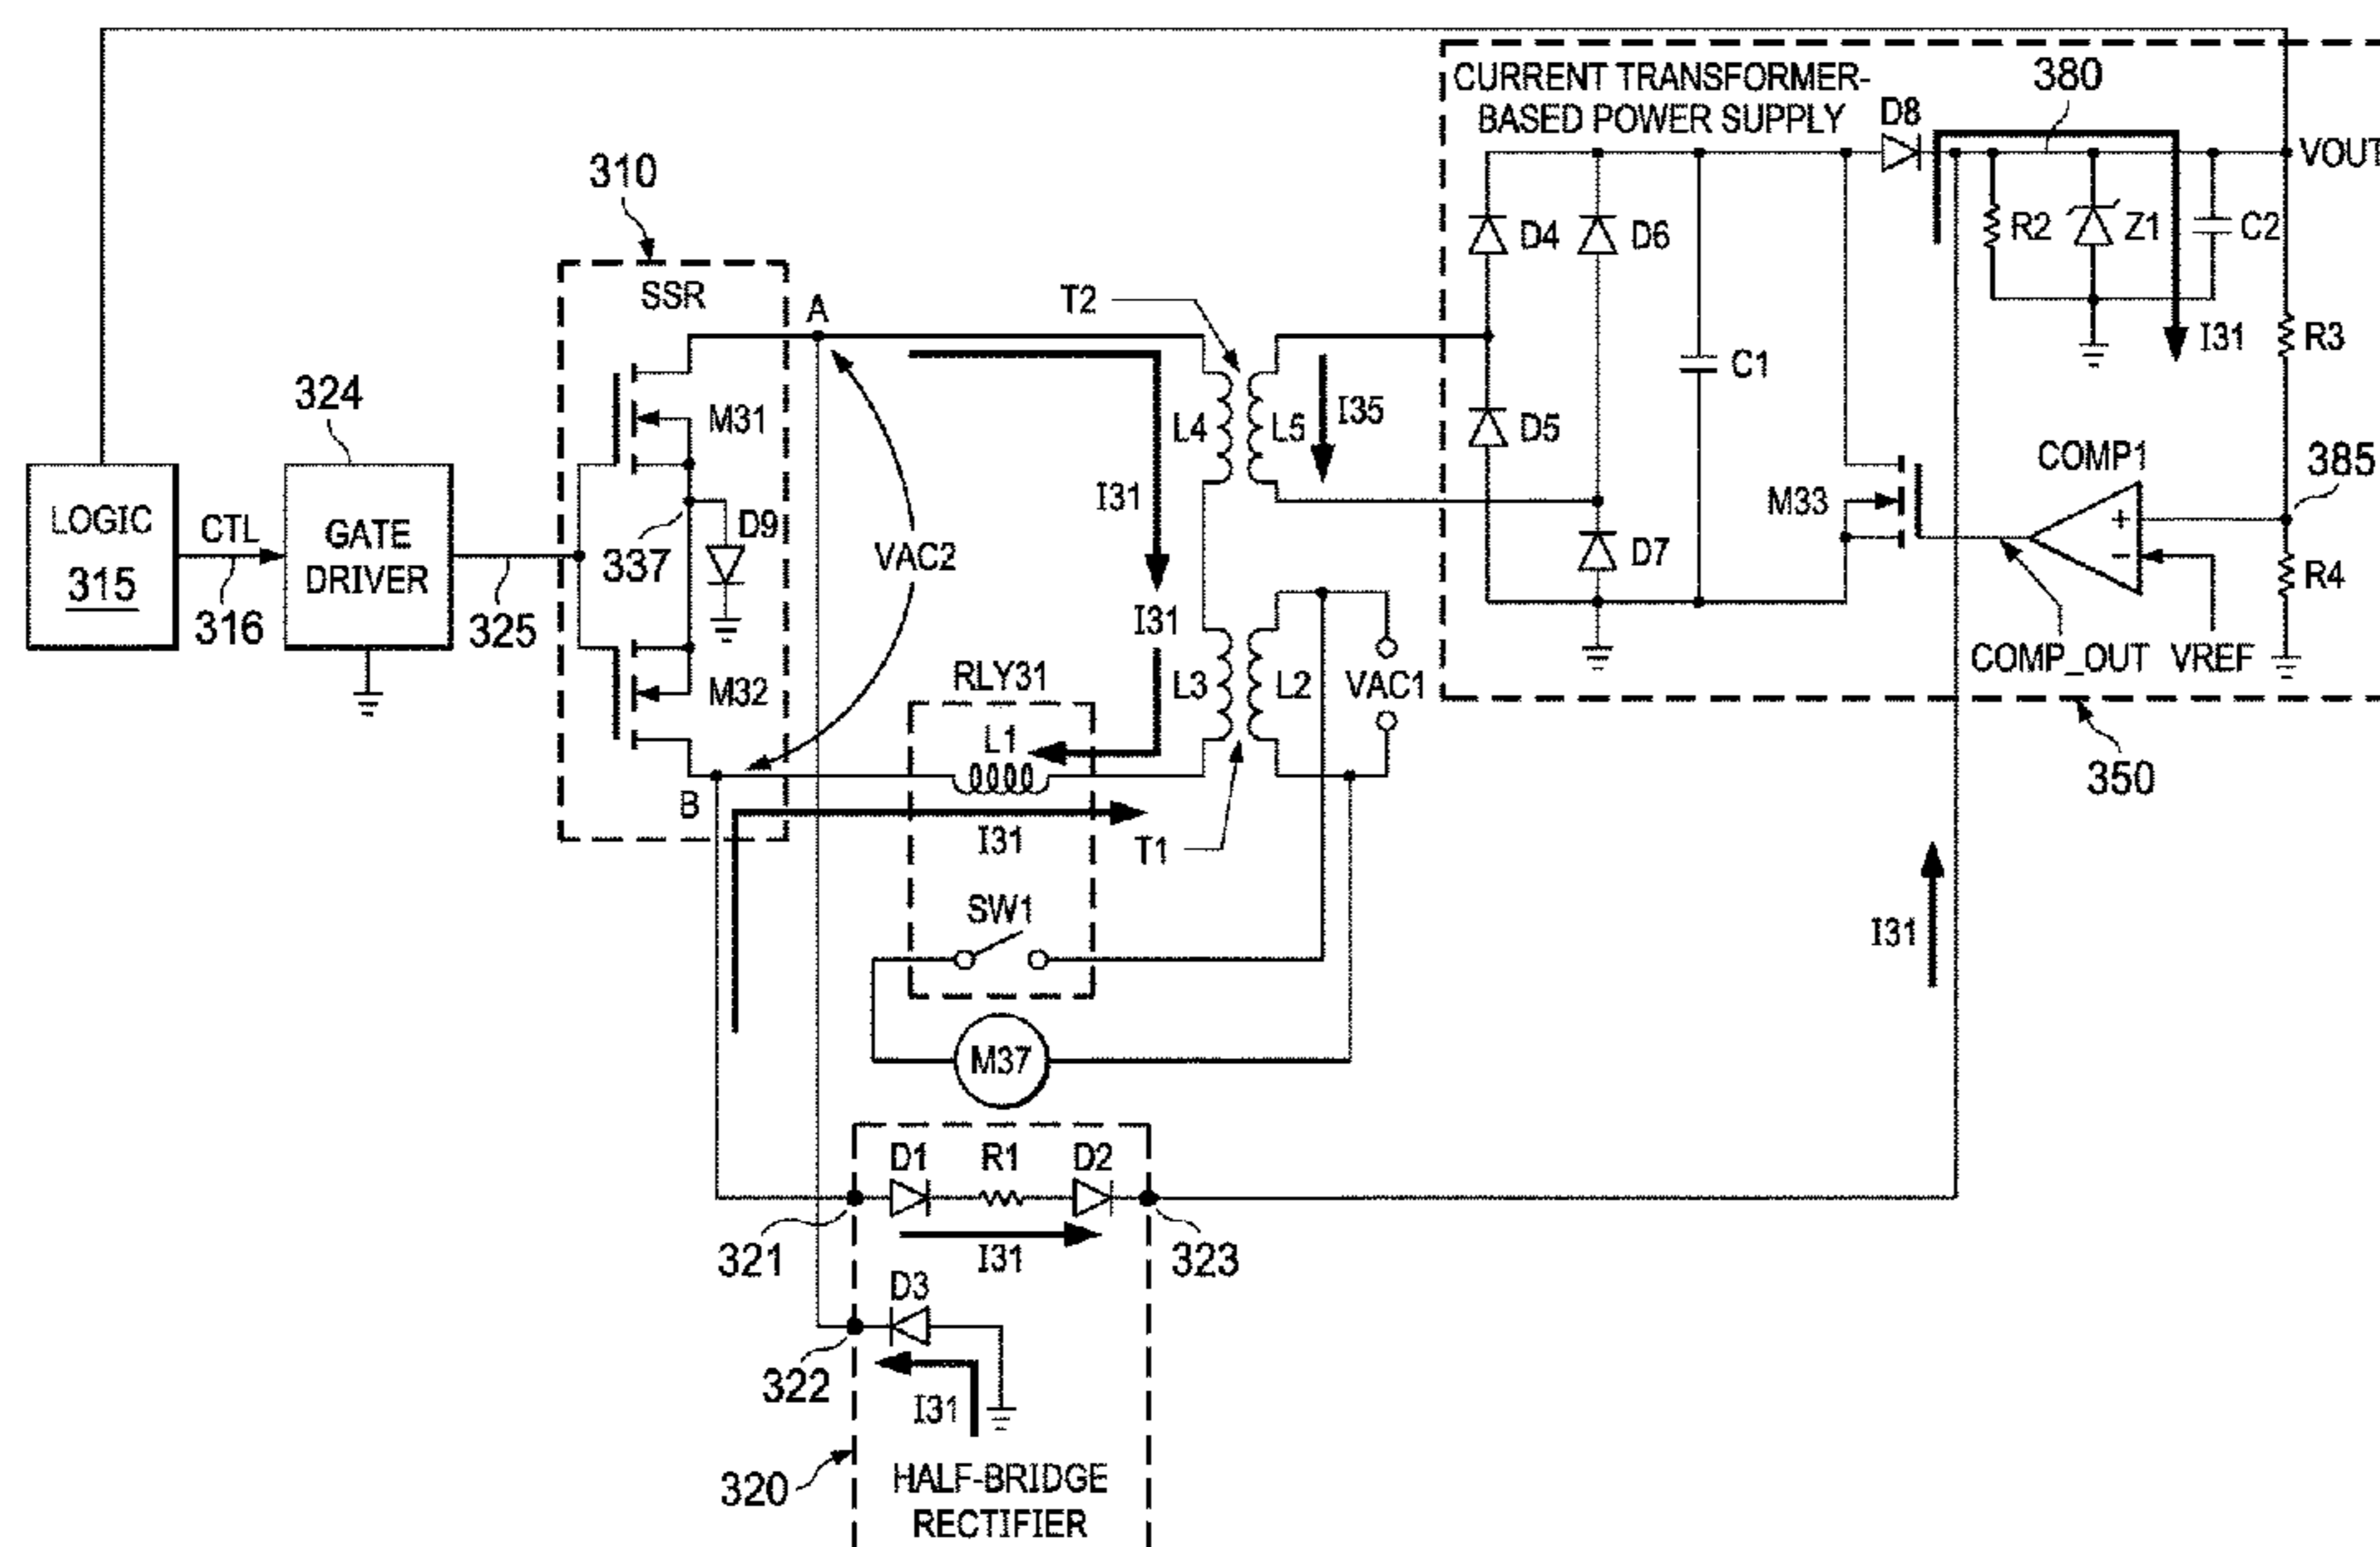 CURRENT TRANSFORMER-
BASED POWER SUPPLY
380
D8
VOUT
310
SSR
A
T2
D4
D6
R2
Z1
C2
I31
R3
324
M31
L4
L5
I35
D5
C1
COMP1
385
LOGIC
315
CTL
316
GATE
DRIVER
325
337
D9
VAC2
I31
M33
+
−
D7
R4
I31
COMP_OUT
VREF
M32
RLY31
L1
L3
L2
VAC1
350
B
I31
T1
SW1
I31
M37
D1
R1
D2
321
I31
323
D3
322
I31
320
HALF-BRIDGE
RECTIFIER